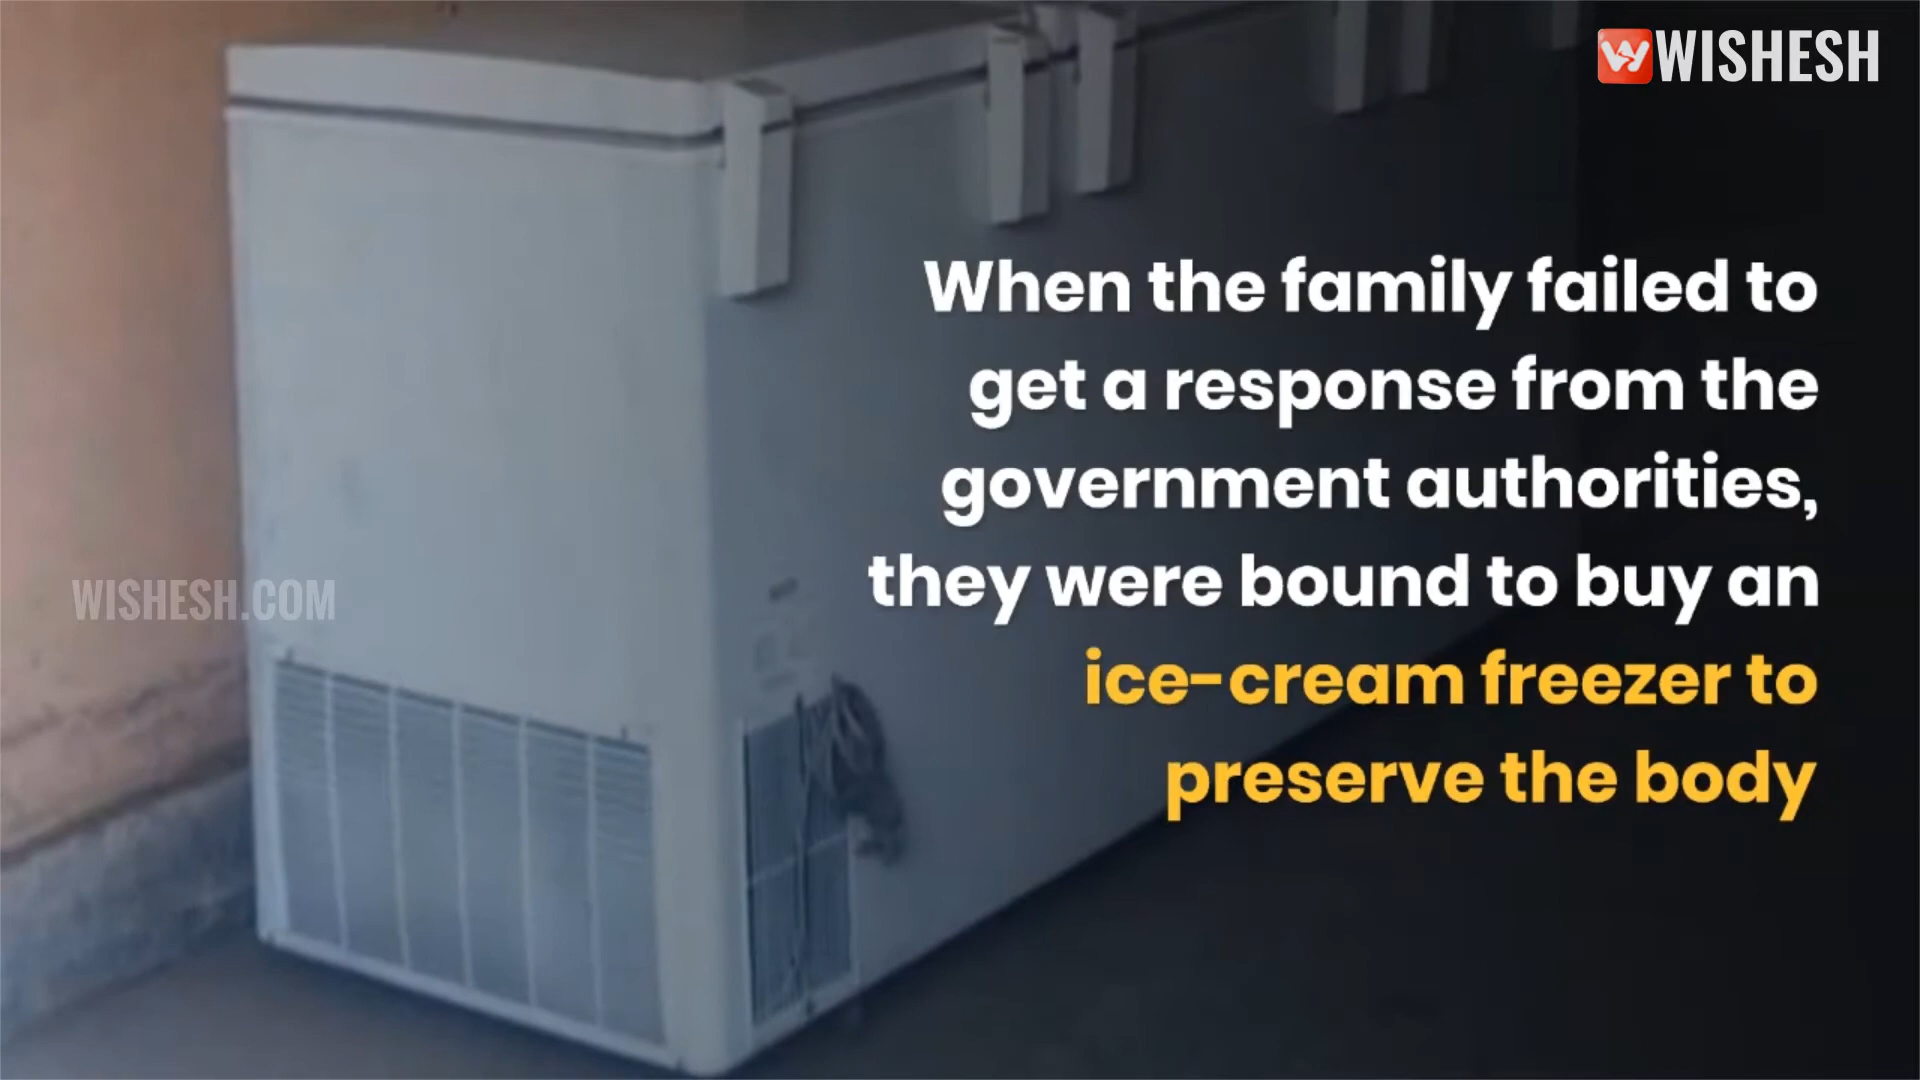 WISHESH
When the family failed to
get a response from the
government authorities,
they were bound to buy an
ice-cream freezer to
preserve the body
WISHESH.COM